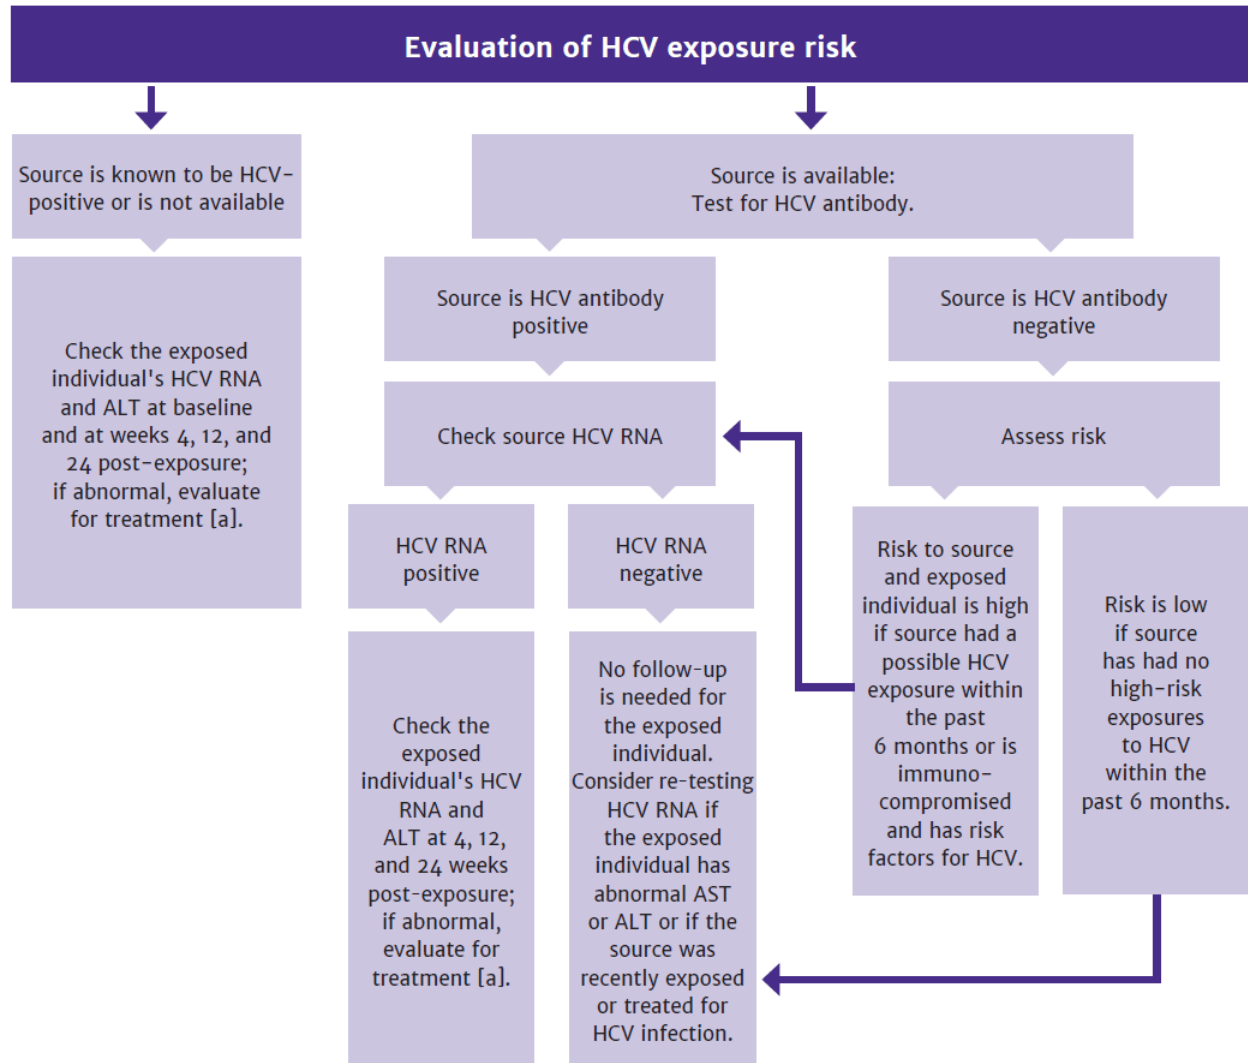 Evaluation of HCV exposure risk
Source is known to be HCV-
positive or is not available
Check the exposed
individual's HCV RNA
and ALT at baseline
and at weeks 4, 12, and
24 post-exposure;
if abnormal, evaluate
for treatment [a].
Source is available:
Test for HCV antibody.
Source is HCV antibody
positive
Check source HCV RNA
HCV RNA
positive
Check the
exposed
individual's HCV
RNA and
ALT at 4, 12,
and 24 weeks
post-exposure;
if abnormal,
evaluate for
treatment [a].
HCV RNA
negative
No follow-up
is needed for
the exposed
individual.
Consider re-testing
HCV RNA if
the exposed
individual has
abnormal AST
or ALT or if the
source was
recently exposed
or treated for
HCV infection.
Source is HCV antibody
negative
Assess risk
Risk to source
and exposed
individual is high
if source had a
possible HCV
exposure within
the past
6 months or is
immuno-
compromised
and has risk
factors for HCV.
Risk is low
if source
has had no
high-risk
exposures
to HCV
within the
past 6 months.